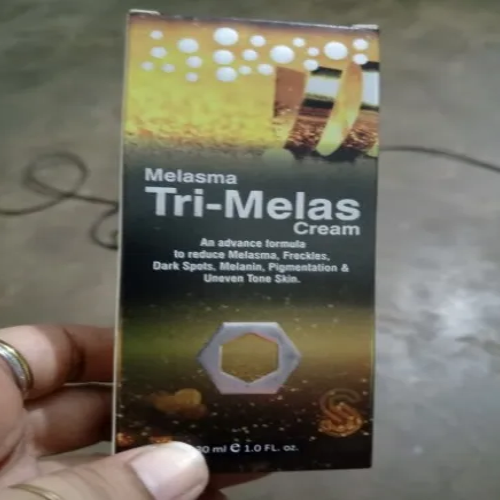 Melasma
Tri-Melas
Cream
An advance formula
to reduce Melasma, Freckles,
Dark Spots, Melanin, Pigmentation &
Uneven Tone Skin.
ml e 1.0 FL. oz.